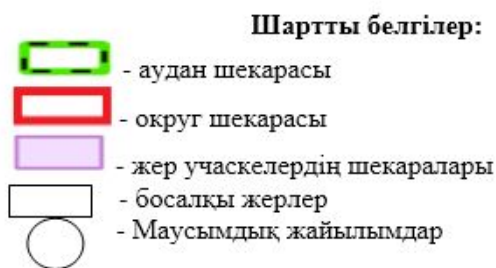 Шартты белгілер:
- аудан шекарасы
- округ шекарасы
- жер учаскелердің шекаралары
- босалқы жерлер
- Маусымдық жайылымдар